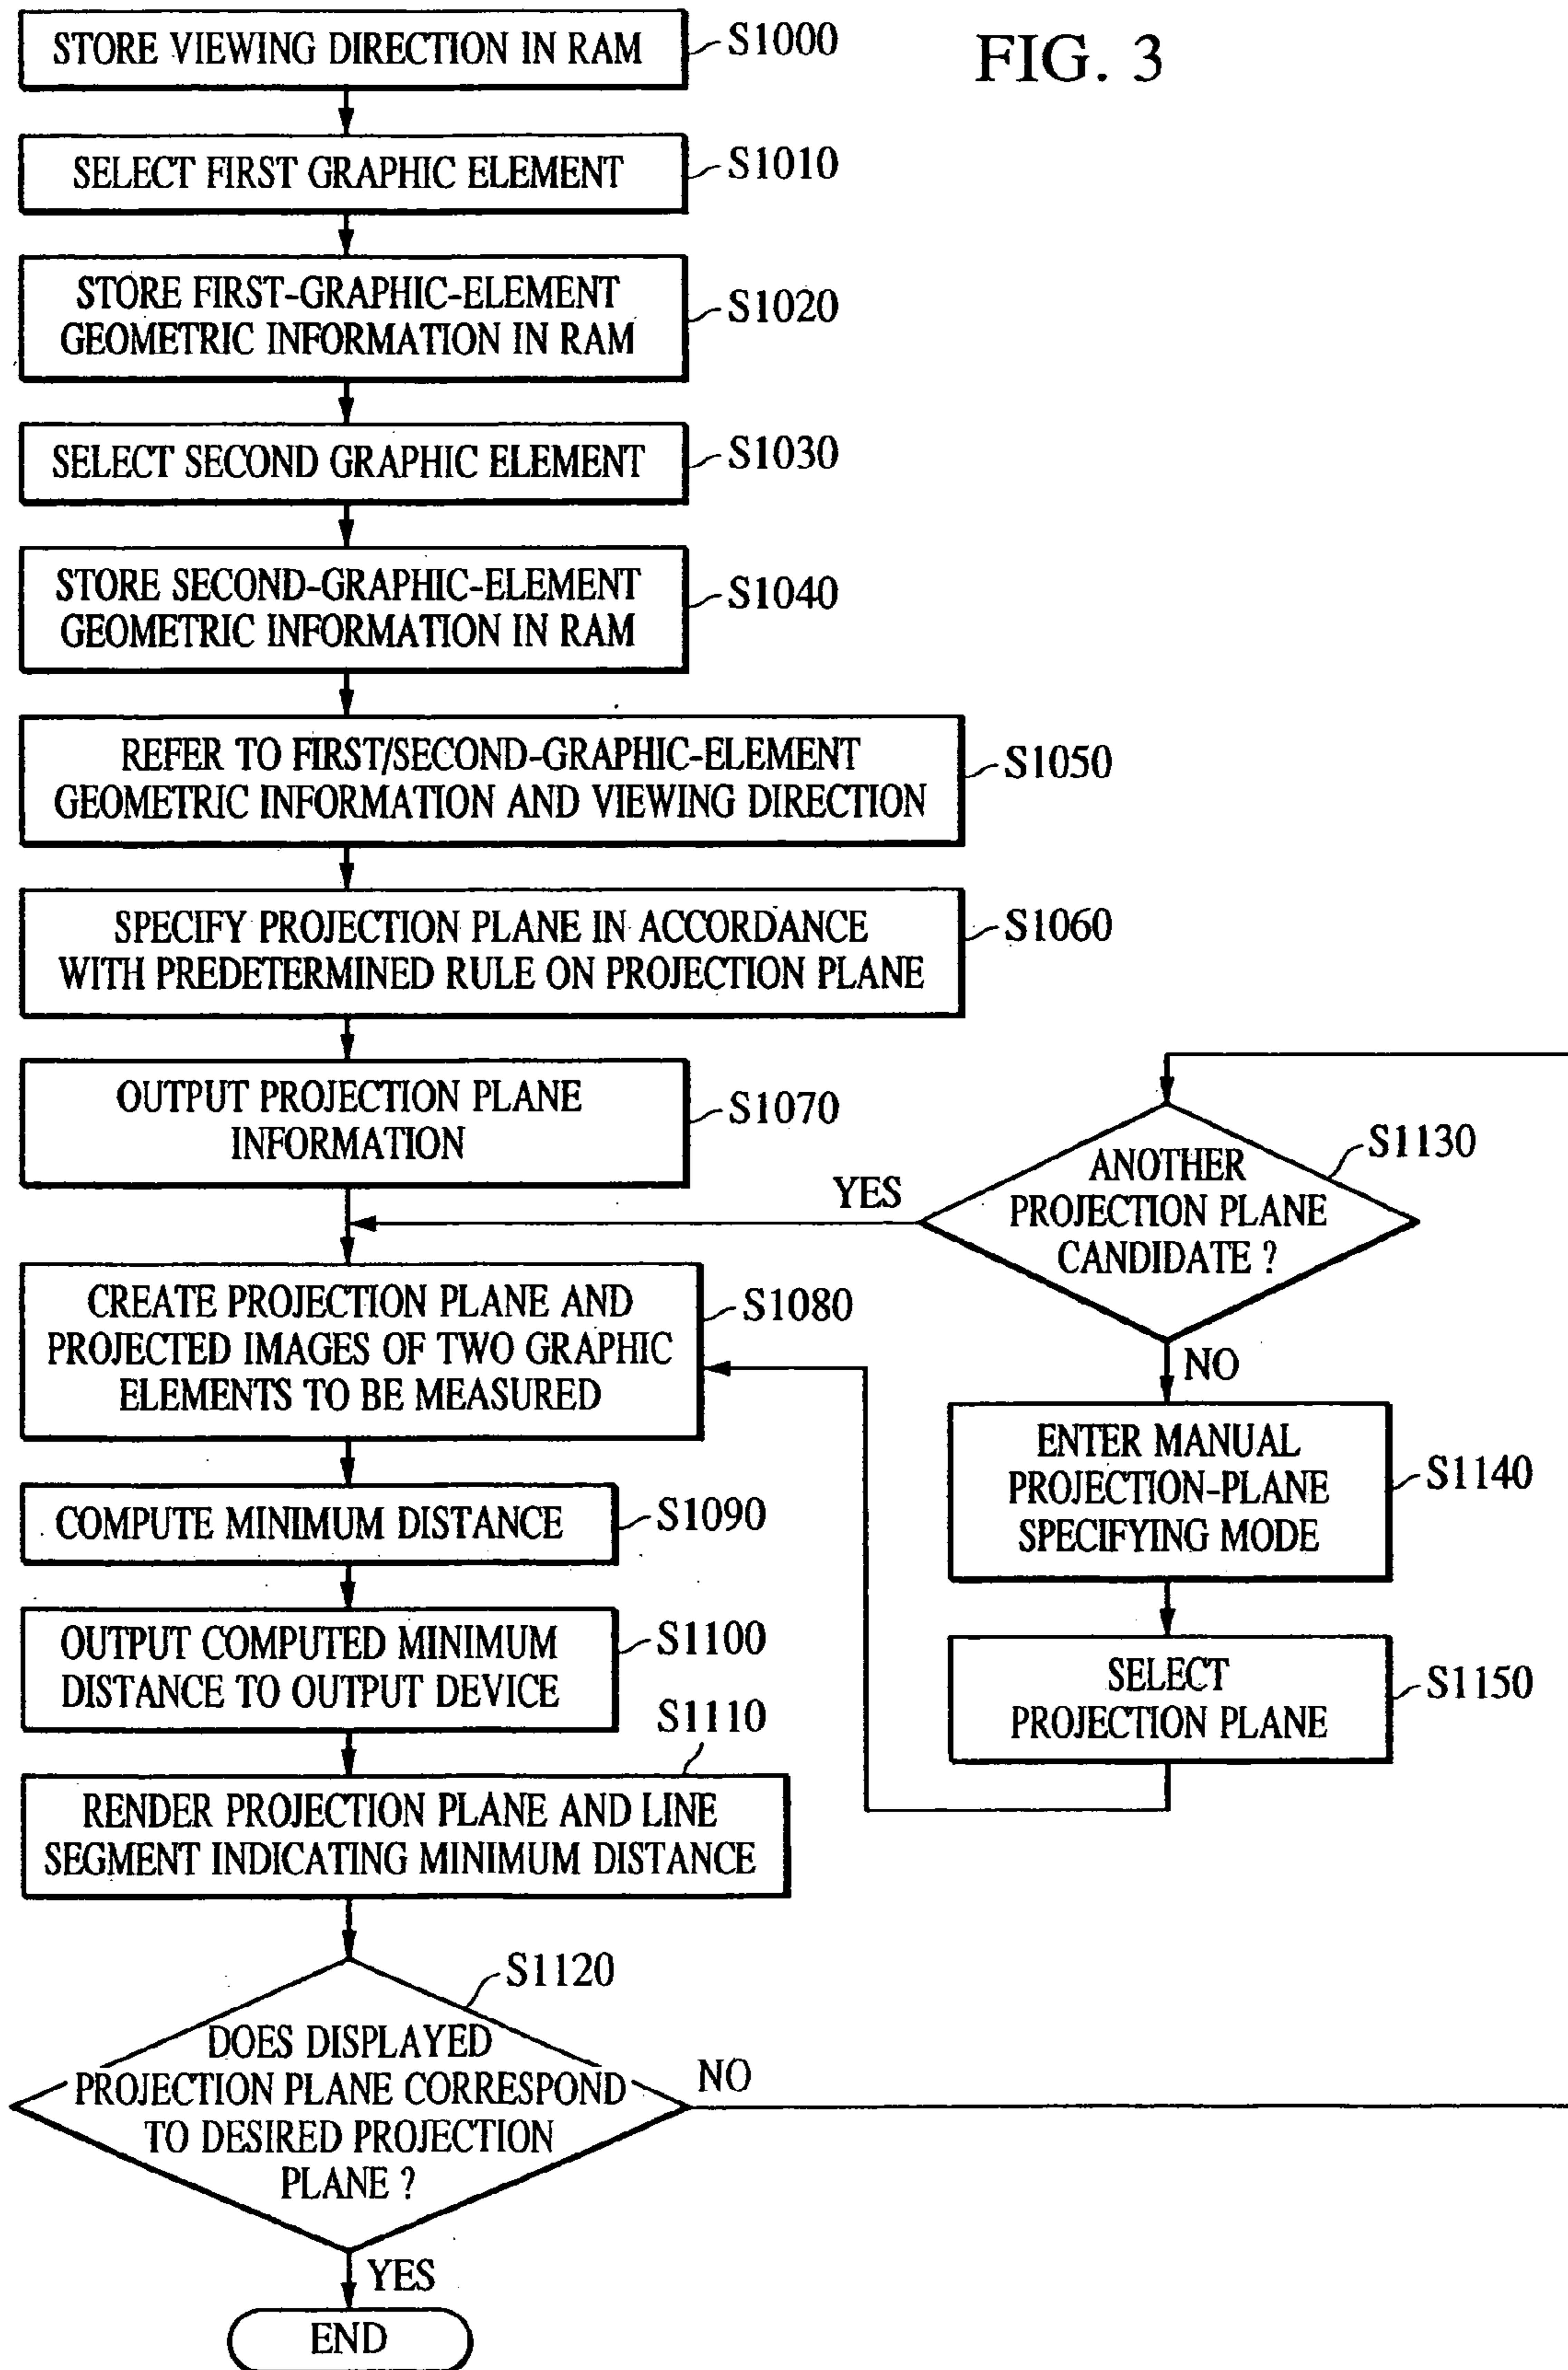 FIG. 3
STORE VIEWING DIRECTION IN RAM
S1000
SELECT FIRST GRAPHIC ELEMENT
S1010
STORE FIRST-GRAPHIC-ELEMENT
GEOMETRIC INFORMATION IN RAM
S1020
SELECT SECOND GRAPHIC ELEMENT
S1030
STORE SECOND-GRAPHIC-ELEMENT
GEOMETRIC INFORMATION IN RAM
S1040
REFER TO FIRST/SECOND-GRAPHIC-ELEMENT
GEOMETRIC INFORMATION AND VIEWING DIRECTION
S1050
SPECIFY PROJECTION PLANE IN ACCORDANCE
WITH PREDETERMINED RULE ON PROJECTION PLANE
S1060
OUTPUT PROJECTION PLANE
INFORMATION
S1070
CREATE PROJECTION PLANE AND
PROJECTED IMAGES OF TWO GRAPHIC
ELEMENTS TO BE MEASURED
S1080
COMPUTE MINIMUM DISTANCE
S1090
OUTPUT COMPUTED MINIMUM
DISTANCE TO OUTPUT DEVICE
S1100
S1110
RENDER PROJECTION PLANE AND LINE
SEGMENT INDICATING MINIMUM DISTANCE
S1120
DOES DISPLAYED
PROJECTION PLANE CORRESPOND
TO DESIRED PROJECTION
PLANE ?
NO
YES
END
S1130
ANOTHER
PROJECTION PLANE
CANDIDATE ?
YES
NO
ENTER MANUAL
PROJECTION-PLANE
SPECIFYING MODE
S1140
SELECT
PROJECTION PLANE
S1150